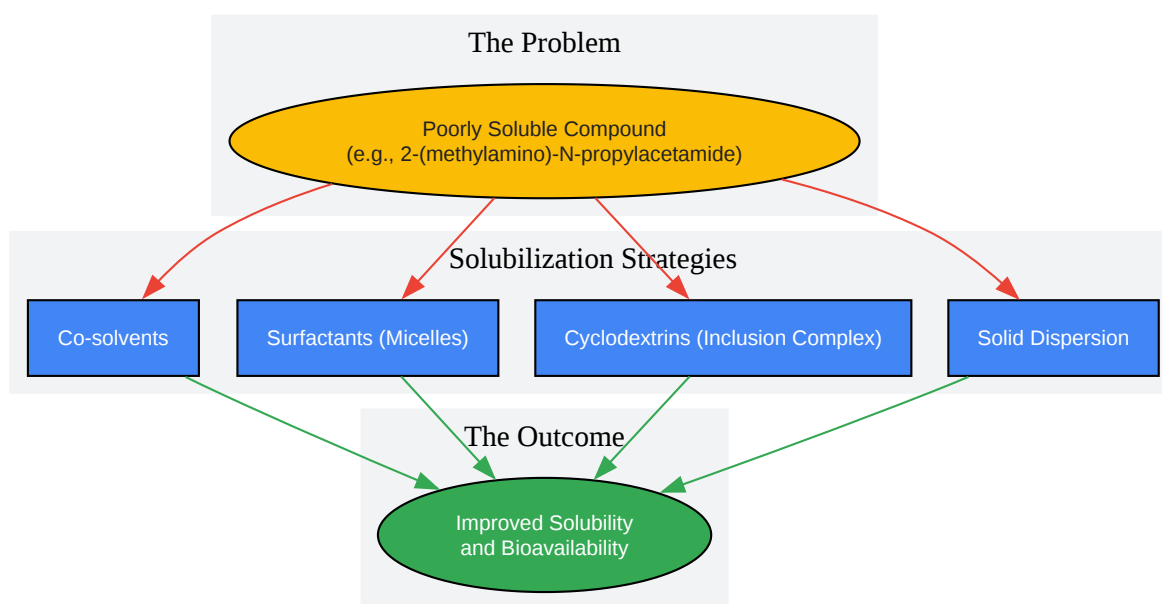 The Problem
Poorly Soluble Compound
(e.g., 2-(methylamino)-N-propylacetamide)
Solubilization Strategies
Co-solvents
Surfactants (Micelles)
Cyclodextrins (Inclusion Complex)
Solid Dispersion
The Outcome
Improved Solubility
and Bioavailability